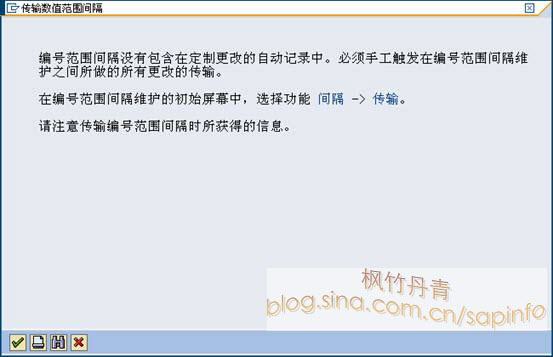 传输数值范围间隔
编号范围间隔没有包含在定制更改的自动记录中。必须手工触发在编号范围间隔维
护之间所做的所有更改的传输。
在编号范围间隔维护的初始屏幕中，选择功能 间隔 -> 传输。
请注意传输编号范围间隔时所获得的信息。
枫竹丹青
blog.sina.com.cn/sapinfo